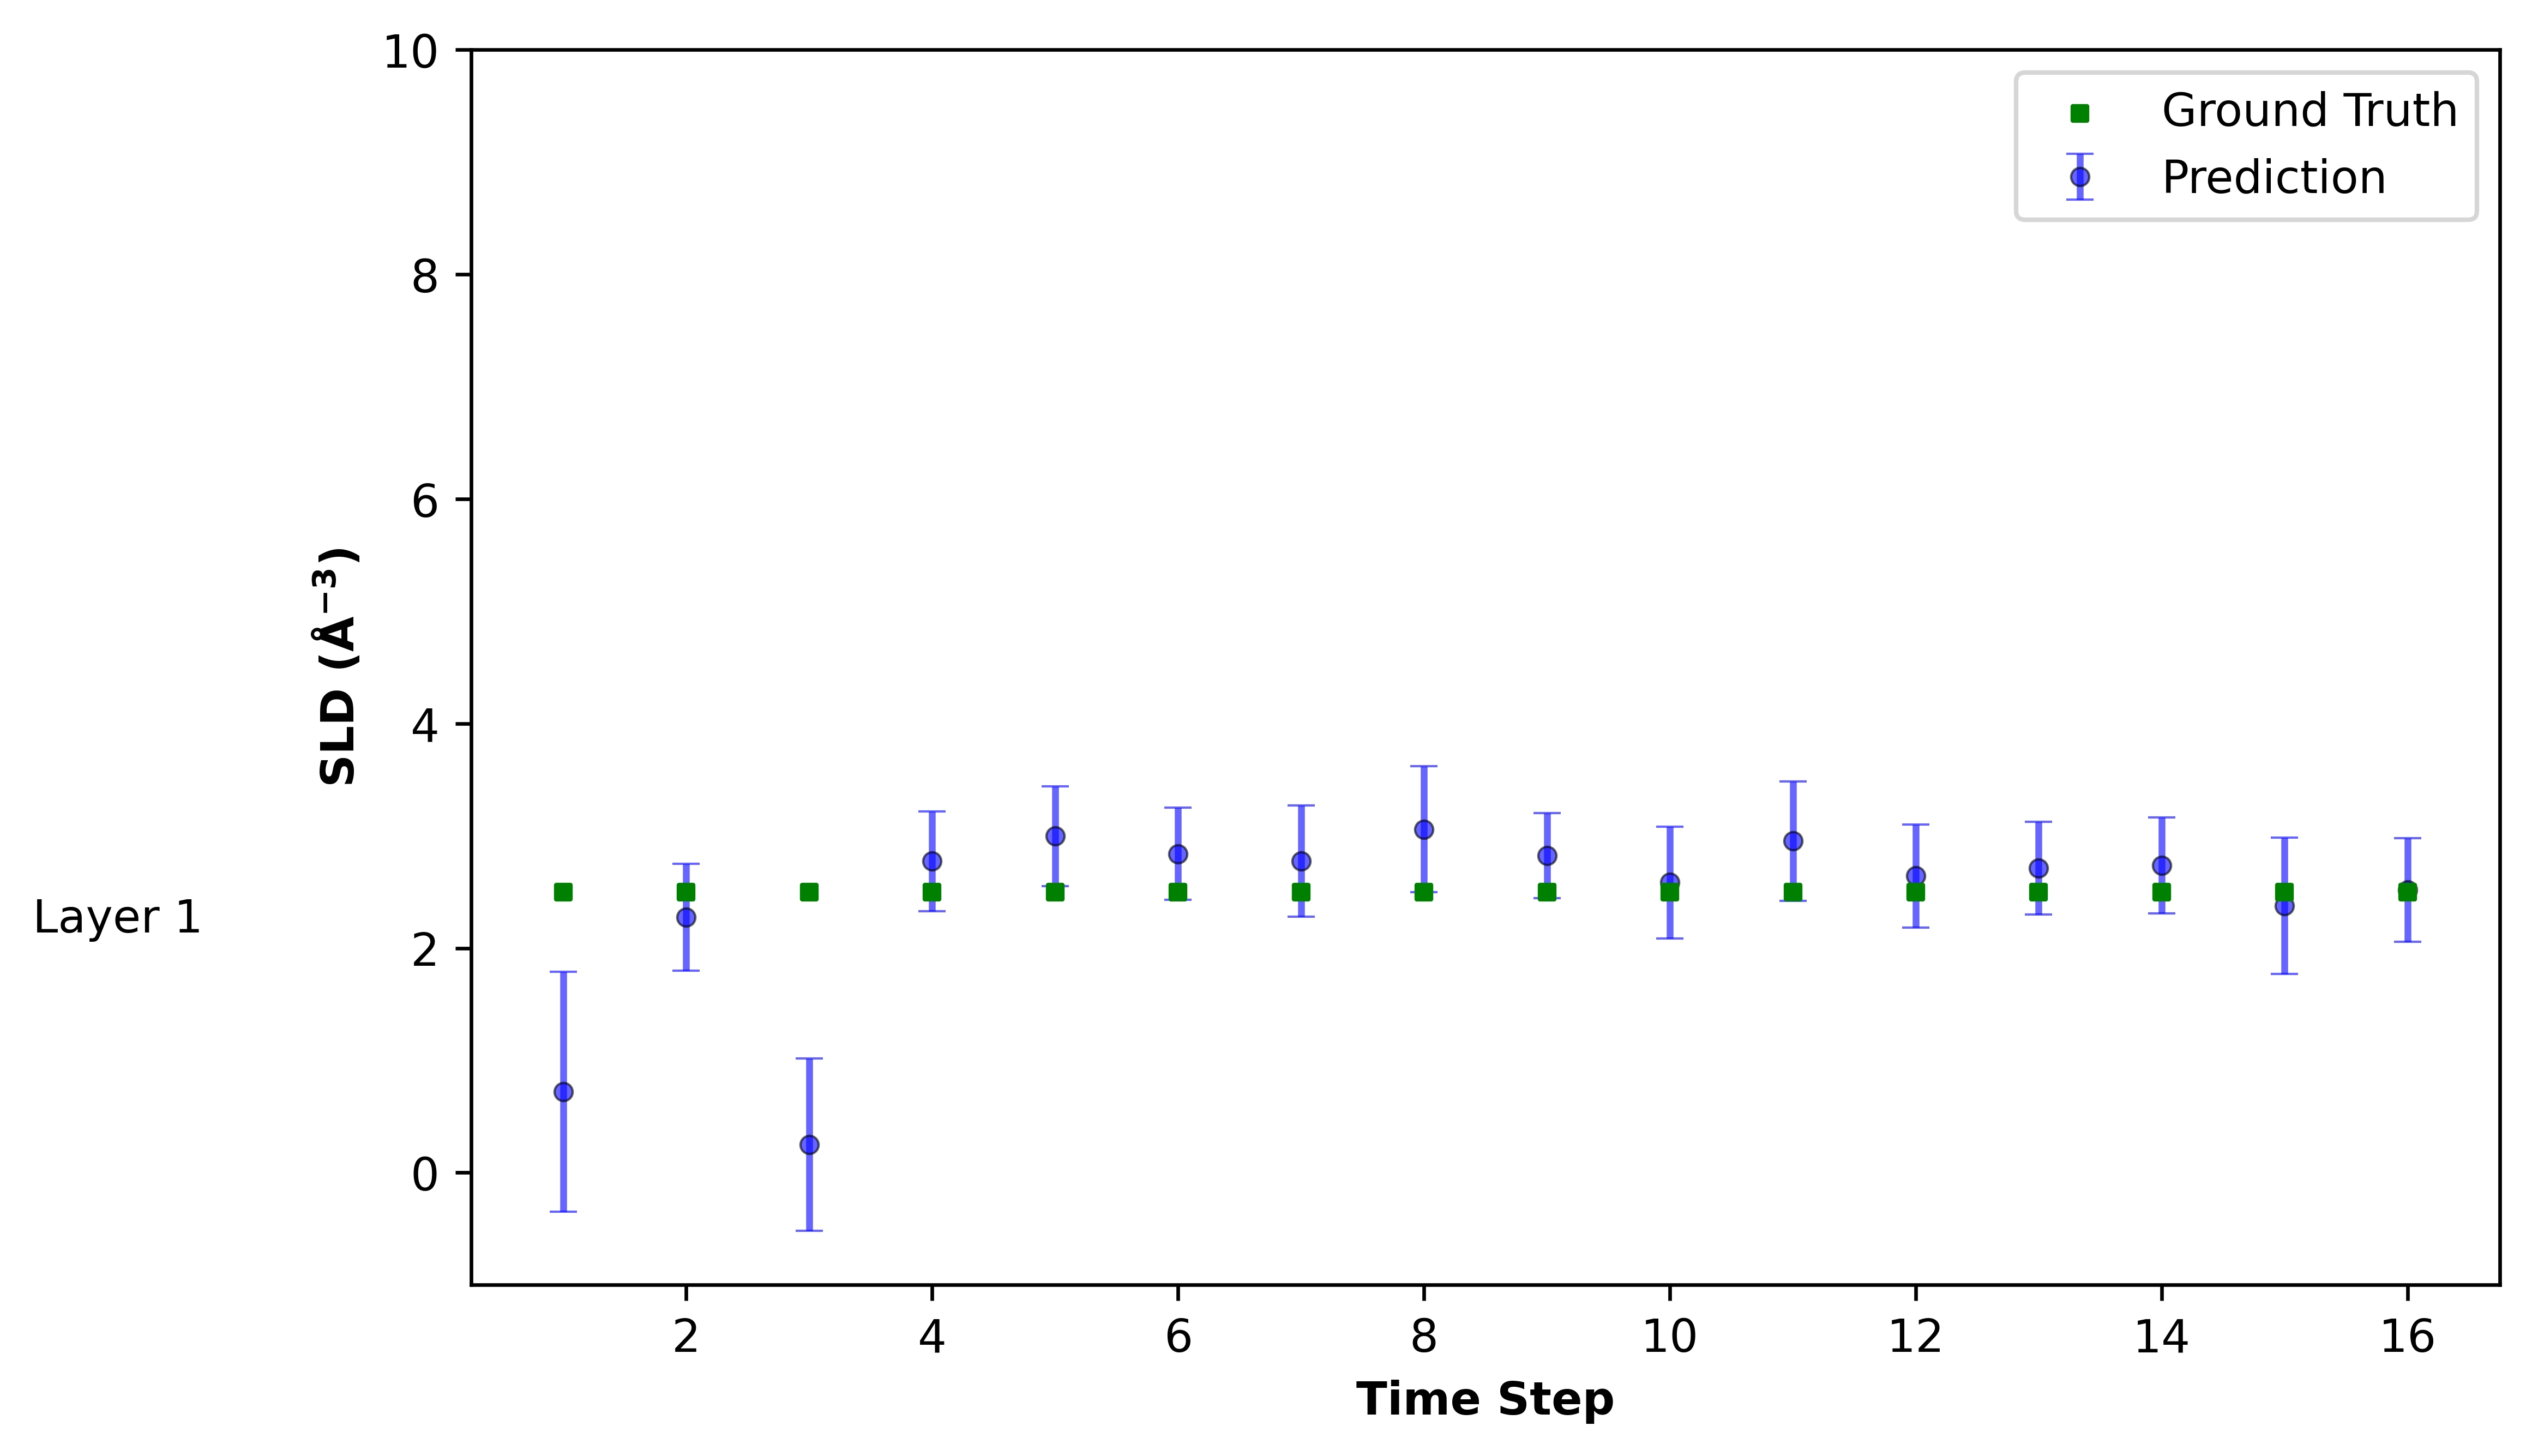 10
8
6
4
2
0
SLD (Å⁻³)
Layer 1
Ground Truth
Prediction
2 4 6 8 10 12 14 16
Time Step